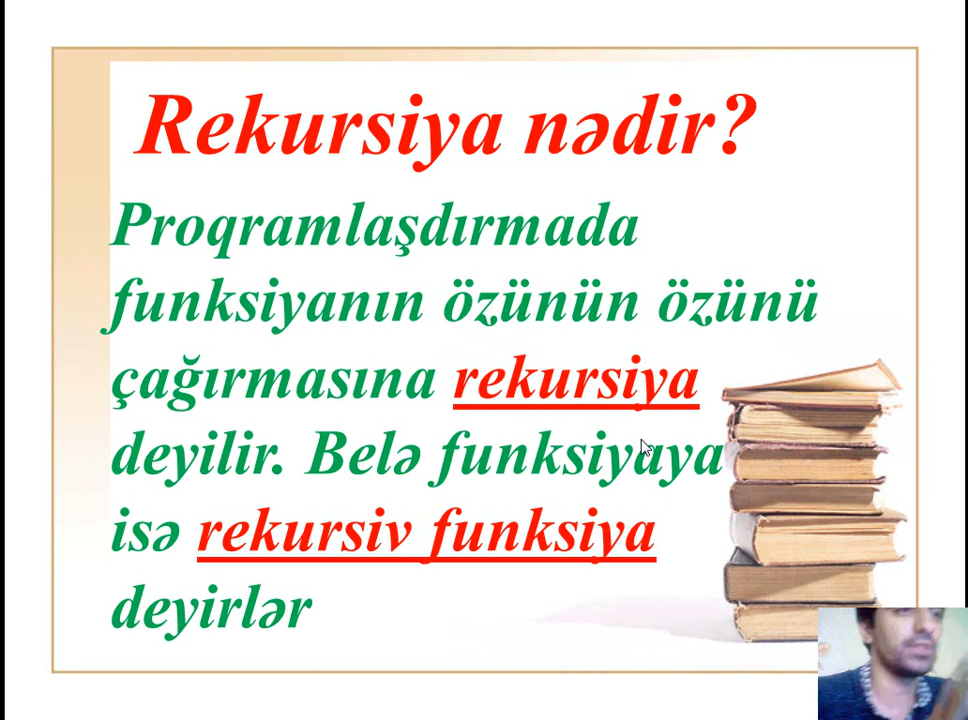 Rekursiya nədir?
Proqramlaşdırmada
funksiyanın özünün özünü
çağırmasına rekursiya
deyilir. Belə funksiyaya
isə rekursiv funksiya
deyirlər